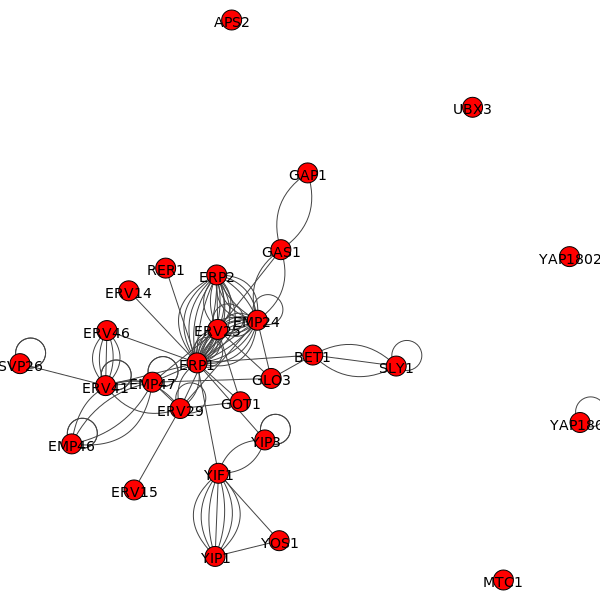 APS2
UBX3
GAP1
GAS1
YAP1802
RER1
ERP2
ERV14
EMP24
ERV25
ERV46
BET1
ERP1
SVP26
SLY1
GLO3
EMP47
ERV41
GOT1
ERV29
YAP180
YIP3
EMP46
YIF1
ERV15
YOS1
YIP1
MTC1